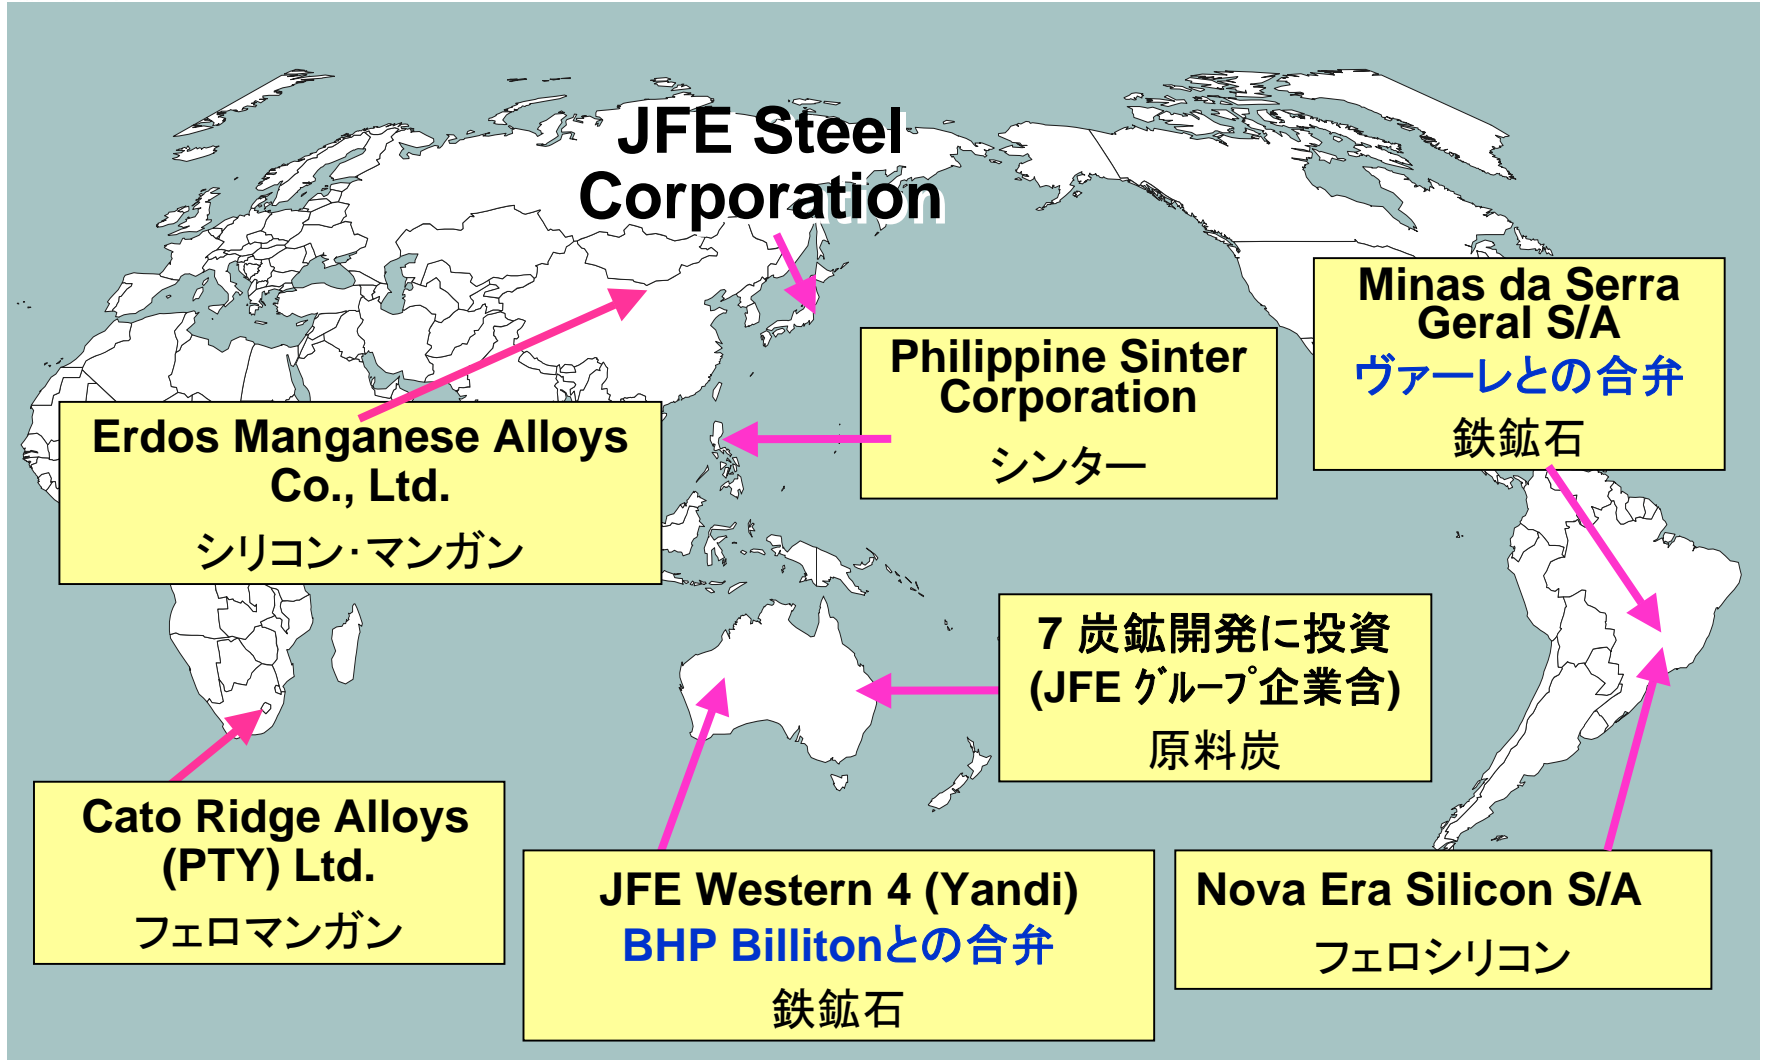 JFE Steel
Corporation
Minas da Serra
Geral S/A
ヴァーレとの合弁
鉄鉱石
Philippine Sinter
Corporation
シンター
Erdos Manganese Alloys
Co., Ltd.
シリコン・マンガン
7 炭鉱開発に投資
(JFE グループ企業含)
原料炭
Cato Ridge Alloys
(PTY) Ltd.
フェロマンガン
JFE Western 4 (Yandi)
BHP Billitonとの合弁
鉄鉱石
Nova Era Silicon S/A
フェロシリコン